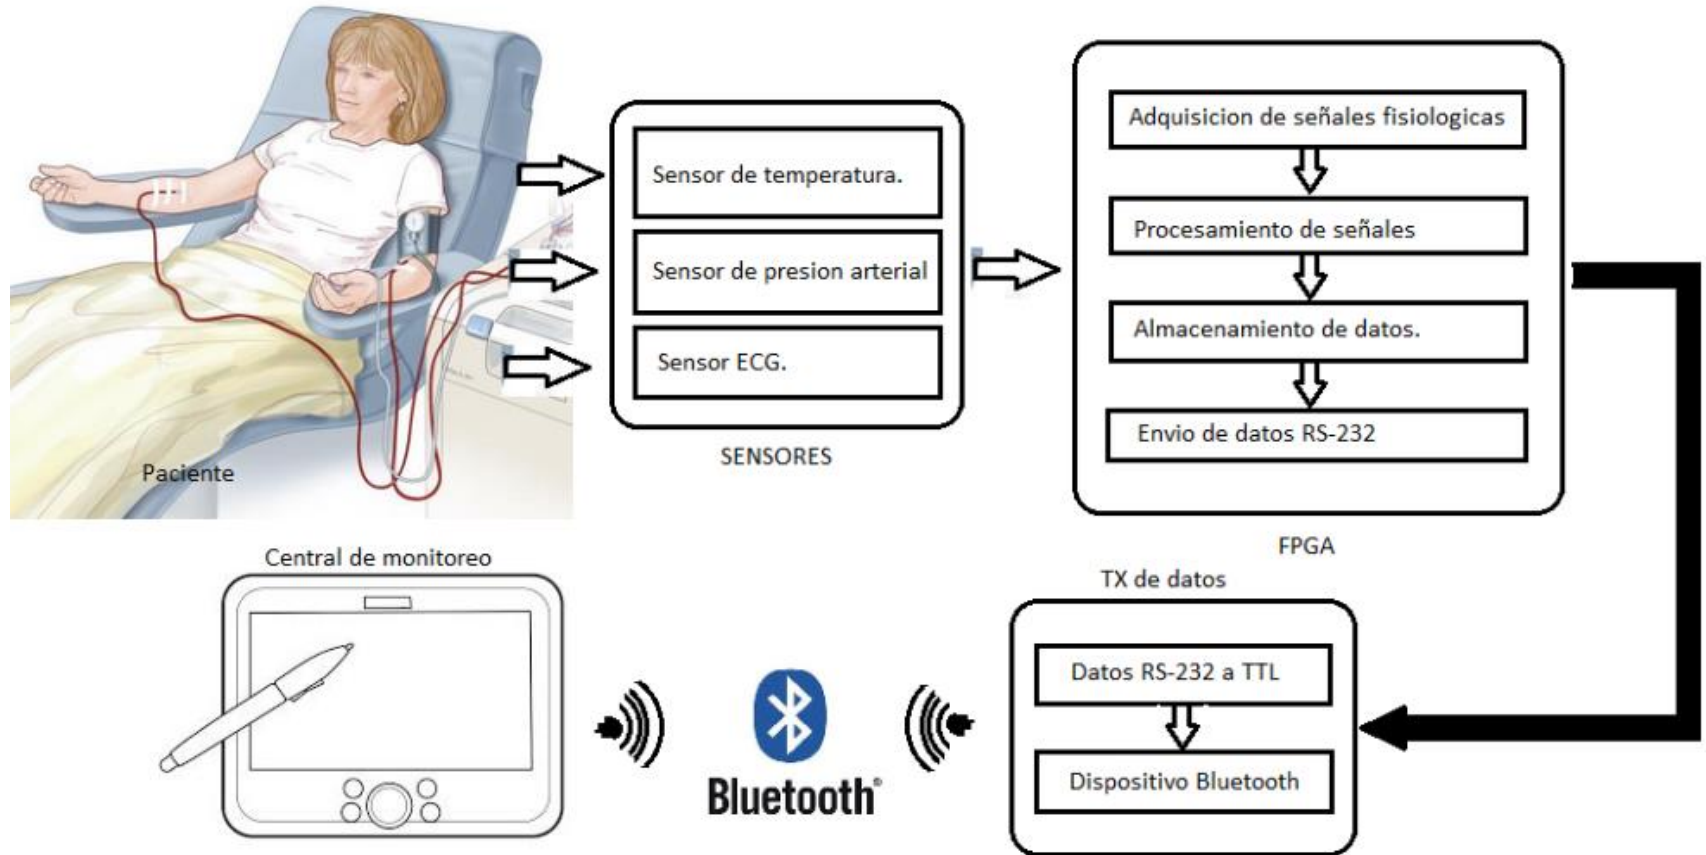 Paciente
Sensor de temperatura.
Sensor de presion arterial
Sensor ECG.
SENSORES
Adquisicion de señales fisiologicas
Procesamiento de señales
Almacenamiento de datos.
Envio de datos RS-232
FPGA
TX de datos
Datos RS-232 a TTL
Dispositivo Bluetooth
Bluetooth®
Central de monitoreo